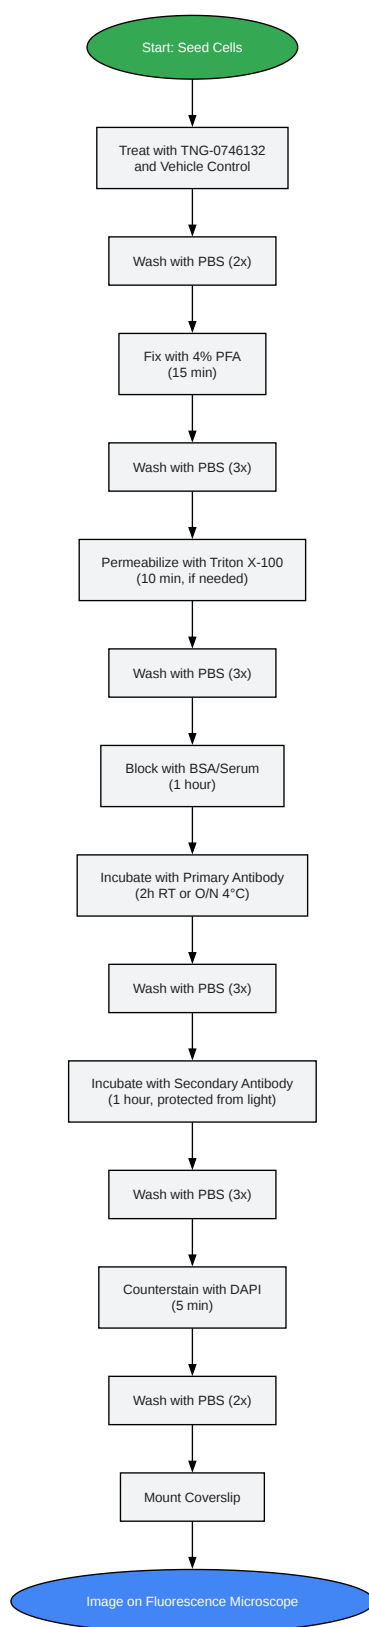 Start: Seed Cells
Treat with TNG-0746132
and Vehicle Control
Wash with PBS (2x)
Fix with 4% PFA
(15 min)
Wash with PBS (3x)
Permeabilize with Triton X-100
(10 min, if needed)
Wash with PBS (3x)
Block with BSA/Serum
(1 hour)
Incubate with Primary Antibody
(2h RT or O/N 4°C)
Wash with PBS (3x)
Incubate with Secondary Antibody
(1 hour, protected from light)
Wash with PBS (3x)
Counterstain with DAPI
(5 min)
Wash with PBS (2x)
Mount Coverslip
Image on Fluorescence Microscope